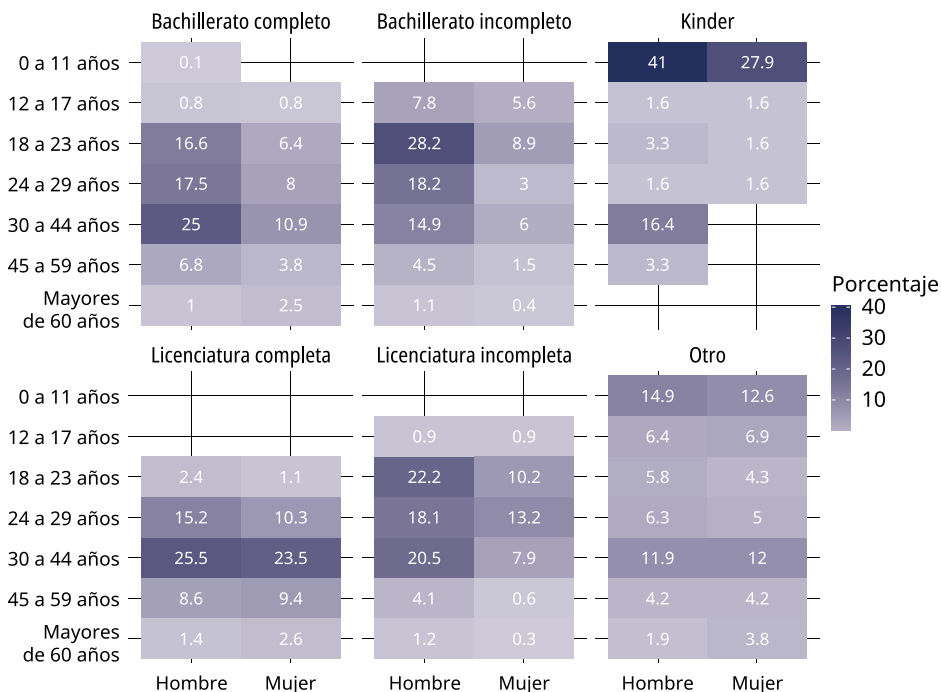 Bachillerato completo Bachillerato incompleto Kinder
0 a 11 años 0.1 41 27.9
12 a 17 años 0.8 0.8 7.8 5.6 1.6 1.6
18 a 23 años 16.6 6.4 28.2 8.9 3.3 1.6
24 a 29 años 17.5 8 18.2 3 1.6 1.6
30 a 44 años 25 10.9 14.9 6 16.4
45 a 59 años 6.8 3.8 4.5 1.5 3.3
Mayores
de 60 años 1 2.5 1.1 0.4
Porcentaje
40
30
20
10
Licenciatura completa Licenciatura incompleta Otro
0 a 11 años 14.9 12.6
12 a 17 años 0.9 0.9 6.4 6.9
18 a 23 años 2.4 1.1 22.2 10.2 5.8 4.3
24 a 29 años 15.2 10.3 18.1 13.2 6.3 5
30 a 44 años 25.5 23.5 20.5 7.9 11.9 12
45 a 59 años 8.6 9.4 4.1 0.6 4.2 4.2
Mayores
de 60 años 1.4 2.6 1.2 0.3 1.9 3.8
Hombre Mujer Hombre Mujer Hombre Mujer